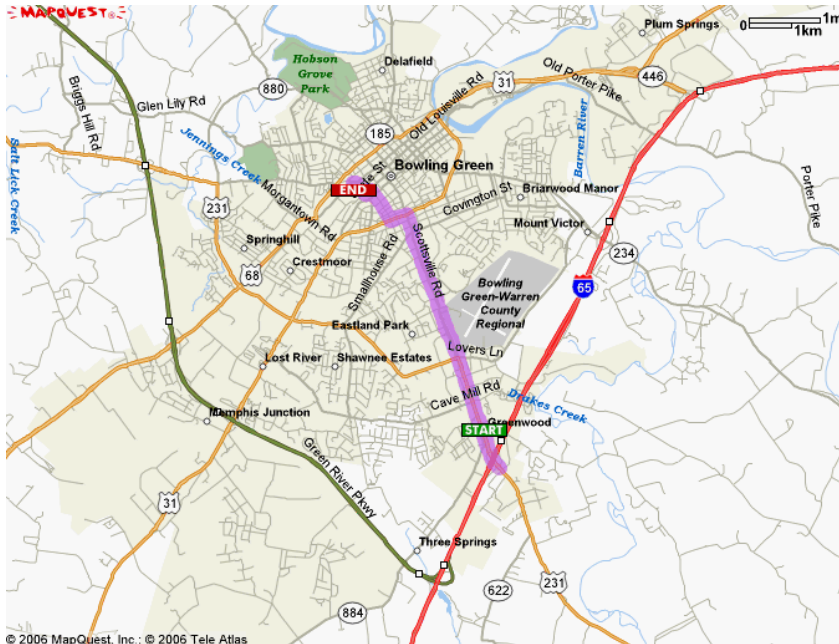 MAPQUEST®
Plum Springs
0 1m
1km
Hobson
Grove
Park
Delafield
Old Porter Pike
446
31
Old Louisville Rd
880
Glen Lily Rd
Briggs Hill Rd
185
Barren River
Salt Lick Creek
Jennings Creek
Bowling Green
END
Covington St
Briarwood Manor
Porter Pike
231
Morgantown Rd
Mount Victor
Scottsville Rd
234
Springhill
Smallhouse Rd
68
Crestmoor
65
Bowling
Green-Warren
County
Regional
Eastland Park
Lovers Ln
Lost River
Shawnee Estates
Cave Mill Rd
Drakes Creek
Memphis Junction
START
Greenwood
Green River Pkwy
31
Three Springs
231
622
884
© 2006 MapQuest, Inc.; © 2006 Tele Atlas